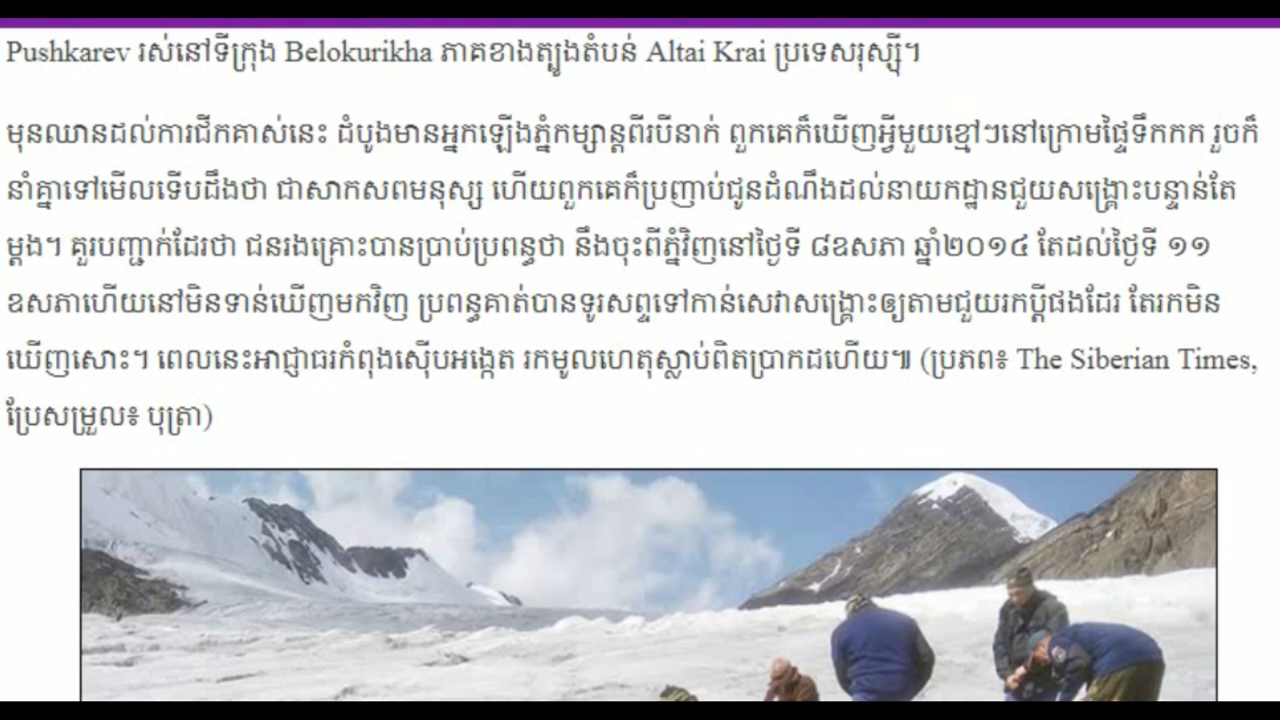 Pushkarev រស់នៅទីក្រុង Belokurikha ភាគខាងត្បូងតំបន់ Altai Krai ប្រទេសរុស្ស៊ី។
មុនឈានដល់ការជីកគាស់នេះ ដំបូងមានអ្នកឡើងភ្នំកម្សាន្តពីរបីនាក់ ពួកគេក៏ឃើញអ្វីមួយខ្មៅៗនៅក្រោមផ្ទៃទឹកកក រួចក៏
នាំគ្នាទៅមើលទើបដឹងថា ជាសាកសពមនុស្ស ហើយពួកគេក៏ប្រញាប់ជូនដំណឹងដល់នាយកដ្ឋានជួយសង្គ្រោះបន្ទាន់តែ
ម្តង។ គួរបញ្ជាក់ដែរថា ជនរងគ្រោះបានប្រាប់ប្រពន្ធថា នឹងចុះពីភ្នំវិញនៅថ្ងៃទី ៨ឧសភា ឆ្នាំ២០១៤ តែដល់ថ្ងៃទី ១១
ឧសភាហើយនៅមិនទាន់ឃើញមកវិញ ប្រពន្ធគាត់បានទូរសព្ទទៅកាន់សេវាសង្គ្រោះឲ្យតាមជួយរកប្តីផងដែរ តែរកមិន
ឃើញសោះ។ ពេលនេះអាជ្ញាធរកំពុងស៊ើបអង្កេត រកមូលហេតុស្លាប់ពិតប្រាកដហើយ៕ (ប្រភព៖ The Siberian Times,
ប្រែសម្រួល៖ បុត្រា)